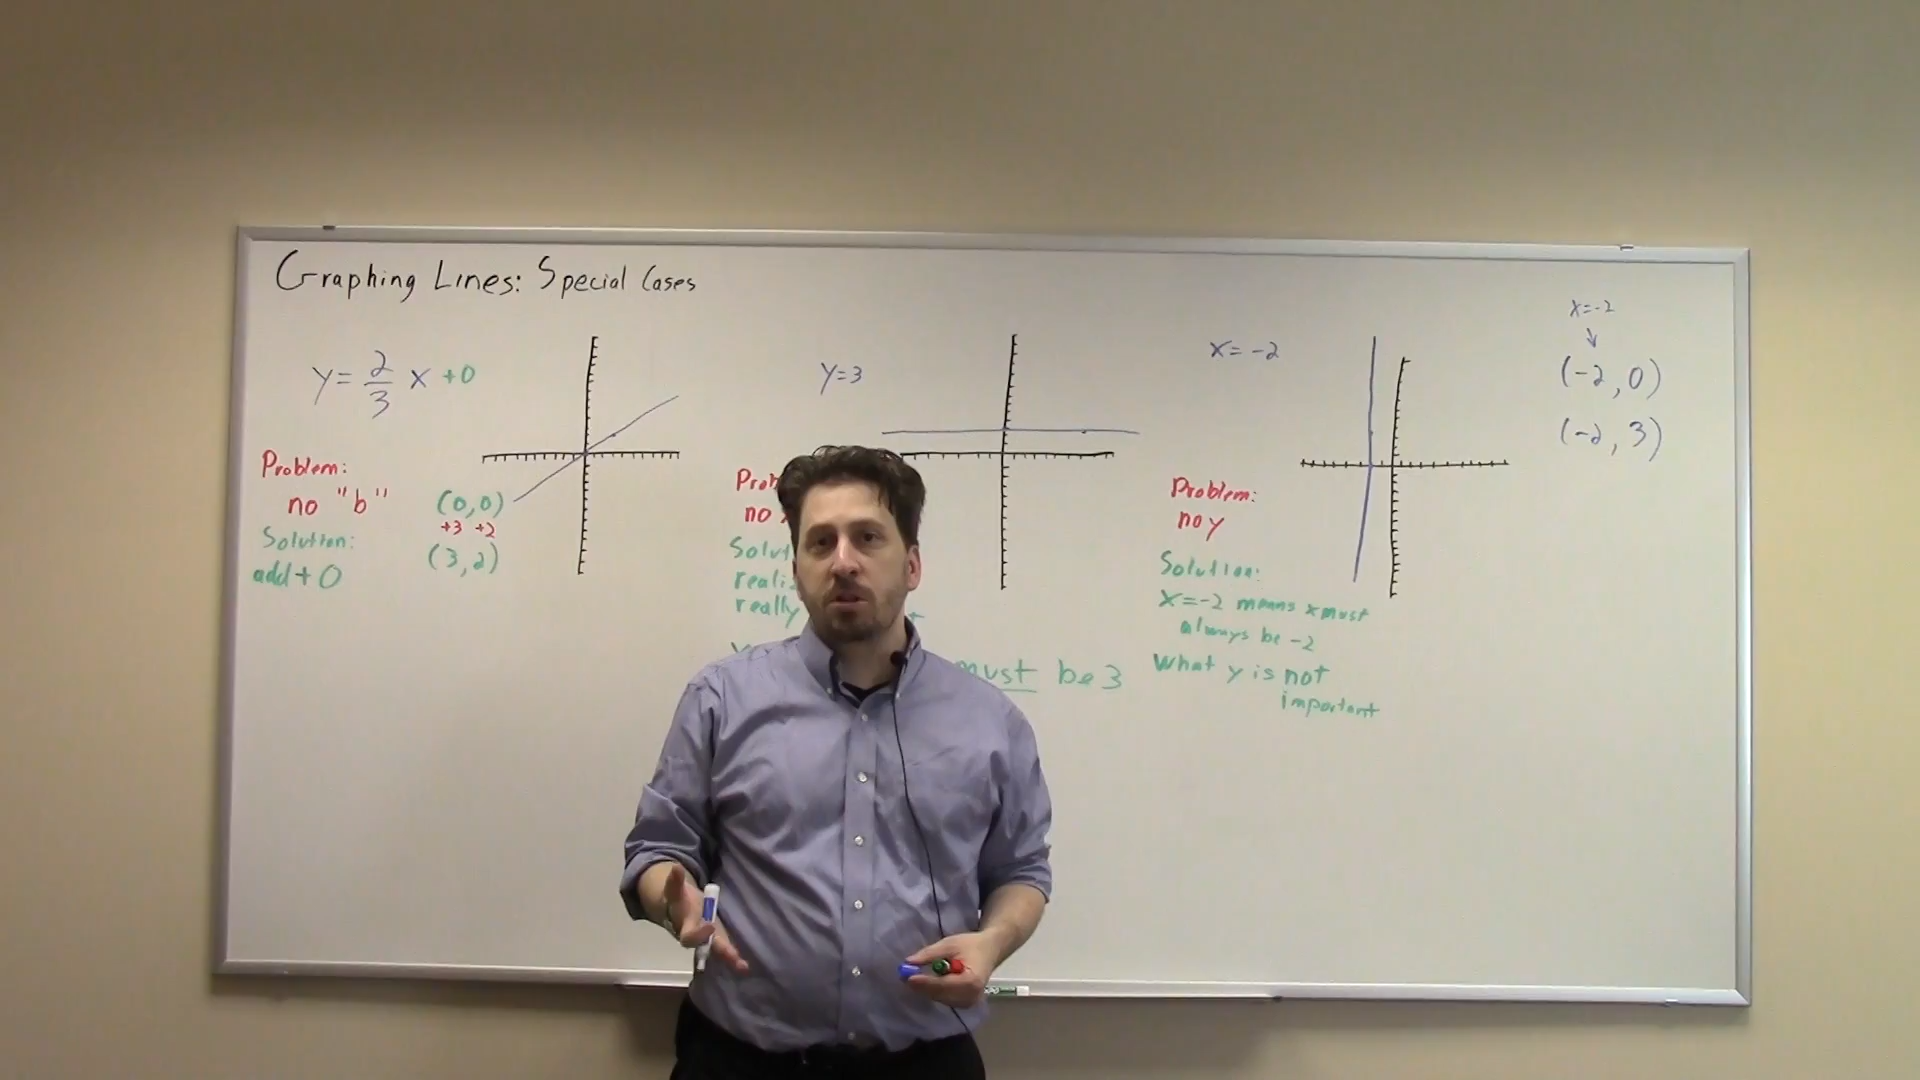 Graphing Lines: Special Cases
y = 2/3 x +0
Problem:
no "b"
Solution:
add + 0
(0,0)
+3 +2
(3,2)
y=3
no
really
must be 3
x = -2
Problem:
no y
Solution:
x=-2 means x must
always be -2
What y is not
important
x=-2
↓
(-2, 0)
(-2, 3)